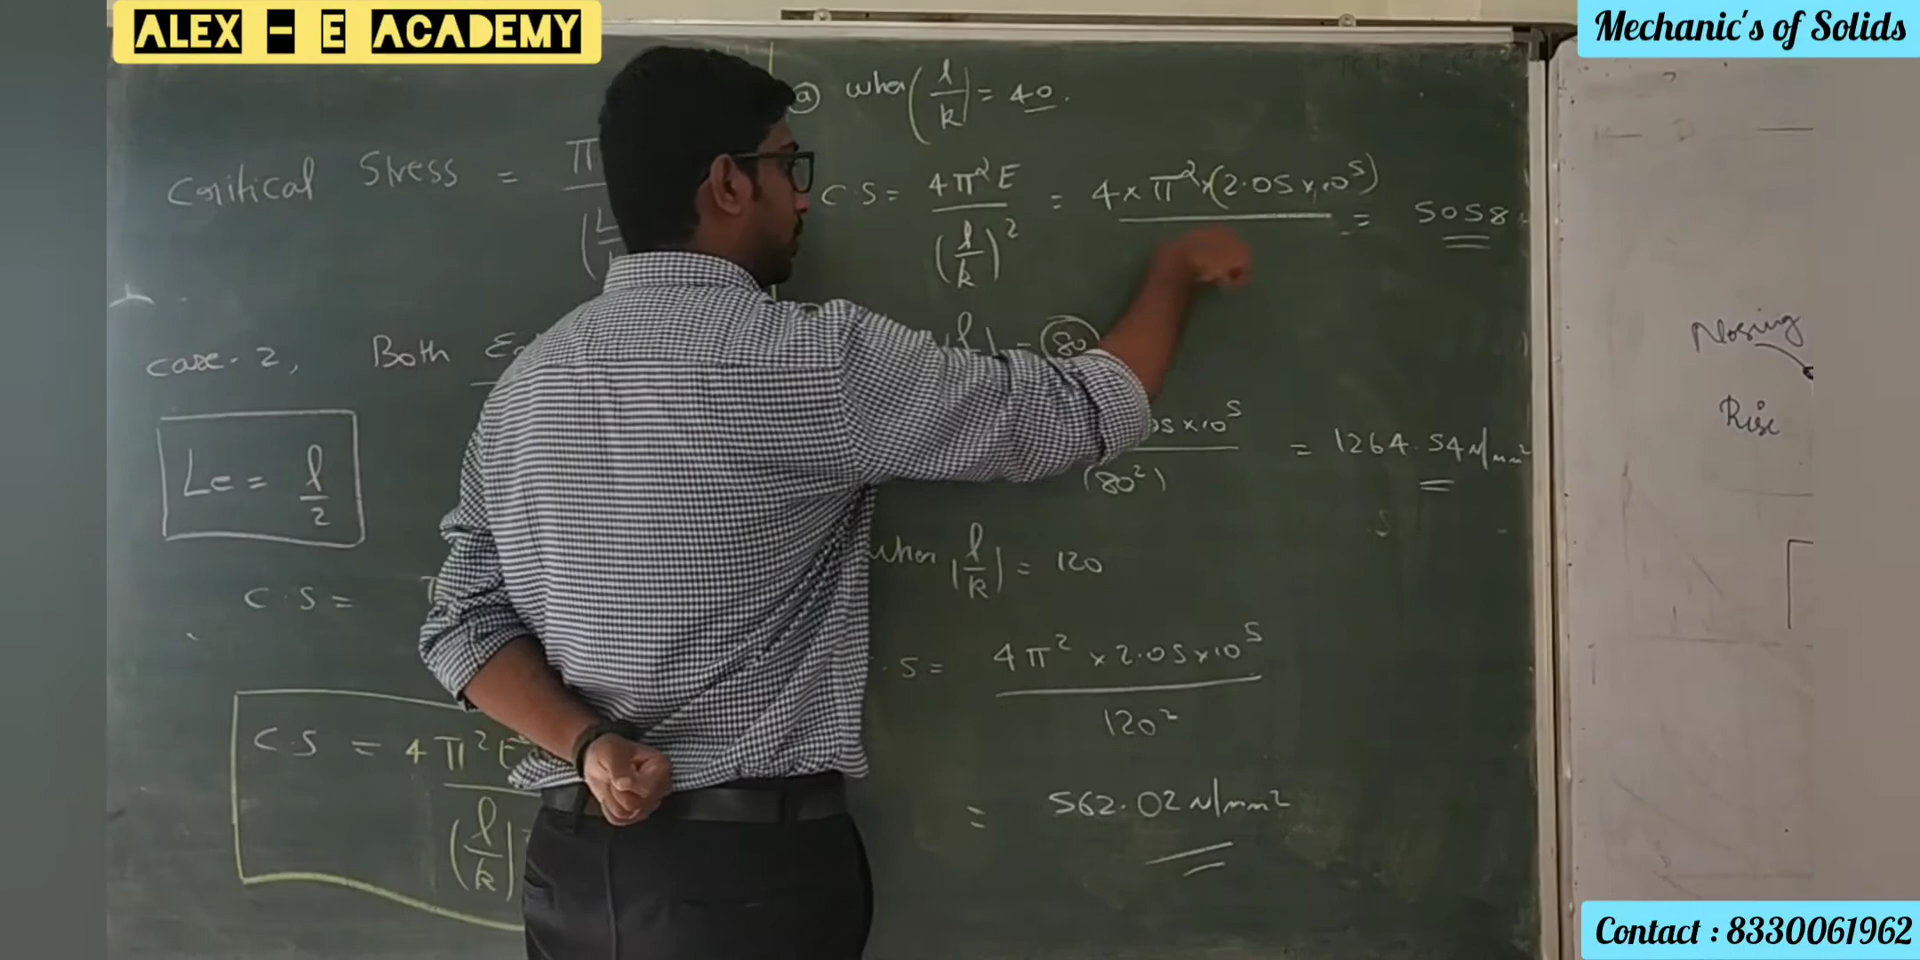 ALEX - E ACADEMY
Mechanic's of Solids
Critical Stress = π
(L
case-2, Both
Le = l/2
C.S =
C.S = 4π²E
(l/k)
(a) when (l/k) = 40.
C.S = 4π²E / (l/k)² = 4 × π² × (2.05 × 10⁵) = 5058.
= 80
05 × 10⁵ / (80²) = 1264.54 N/mm²
when (l/k) = 120
.S = 4π² × 2.05 × 10⁵ / 120²
= 562.02 N/mm²
Nosing
Rise
Contact : 8330061962